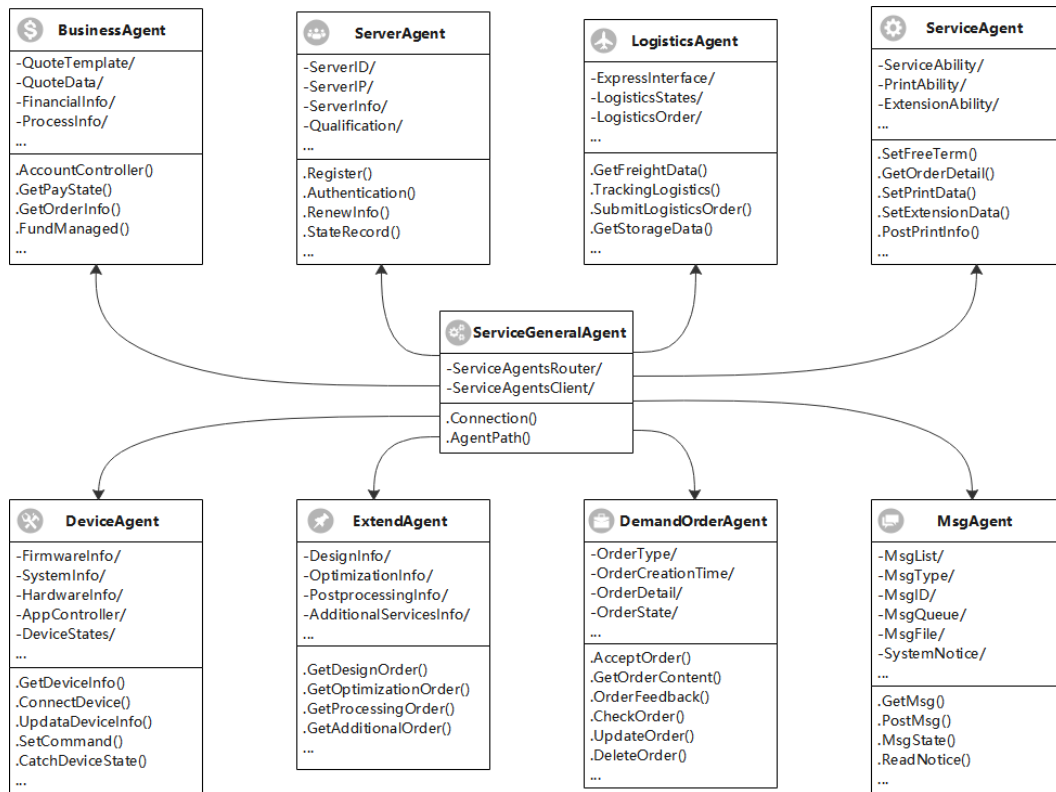 BusinessAgent
-QuoteTemplate/
-QuoteData/
-FinancialInfo/
-ProcessInfo/
...
.AccountController()
.GetPayState()
.GetOrderInfo()
.FundManaged()
...
ServerAgent
-ServerID/
-ServerIP/
-ServerInfo/
-Qualification/
...
.Register()
.Authentication()
.RenewInfo()
.StateRecord()
...
LogisticsAgent
-ExpressInterface/
-LogisticsStates/
-LogisticsOrder/
...
.GetFreightData()
.TrackingLogistics()
.SubmitLogisticsOrder()
.GetStorageData()
...
ServiceAgent
-ServiceAbility/
-PrintAbility/
-ExtensionAbility/
...
.SetFreeTerm()
.GetOrderDetail()
.SetPrintData()
.SetExtensionData()
.PostPrintInfo()
...
ServiceGeneralAgent
-ServiceAgentsRouter/
-ServiceAgentsClient/
.Connection()
.AgentPath()
DeviceAgent
-FirmwareInfo/
-SystemInfo/
-HardwareInfo/
-AppController/
-DeviceStates/
...
.GetDeviceInfo()
.ConnectDevice()
.UpdataDeviceInfo()
.SetCommand()
.CatchDeviceState()
...
ExtendAgent
-DesignInfo/
-OptimizationInfo/
-PostprocessingInfo/
-AdditionalServicesInfo/
...
.GetDesignOrder()
.GetOptimizationOrder()
.GetProcessingOrder()
.GetAdditionalOrder()
...
DemandOrderAgent
-OrderType/
-OrderCreationTime/
-OrderDetail/
-OrderState/
...
.AcceptOrder()
.GetOrderContent()
.OrderFeedback()
.CheckOrder()
.UpdateOrder()
.DeleteOrder()
...
MsgAgent
-MsgList/
-MsgType/
-MsgID/
-MsgQueue/
-MsgFile/
-SystemNotice/
...
.GetMsg()
.PostMsg()
.MsgState()
.ReadNotice()
...